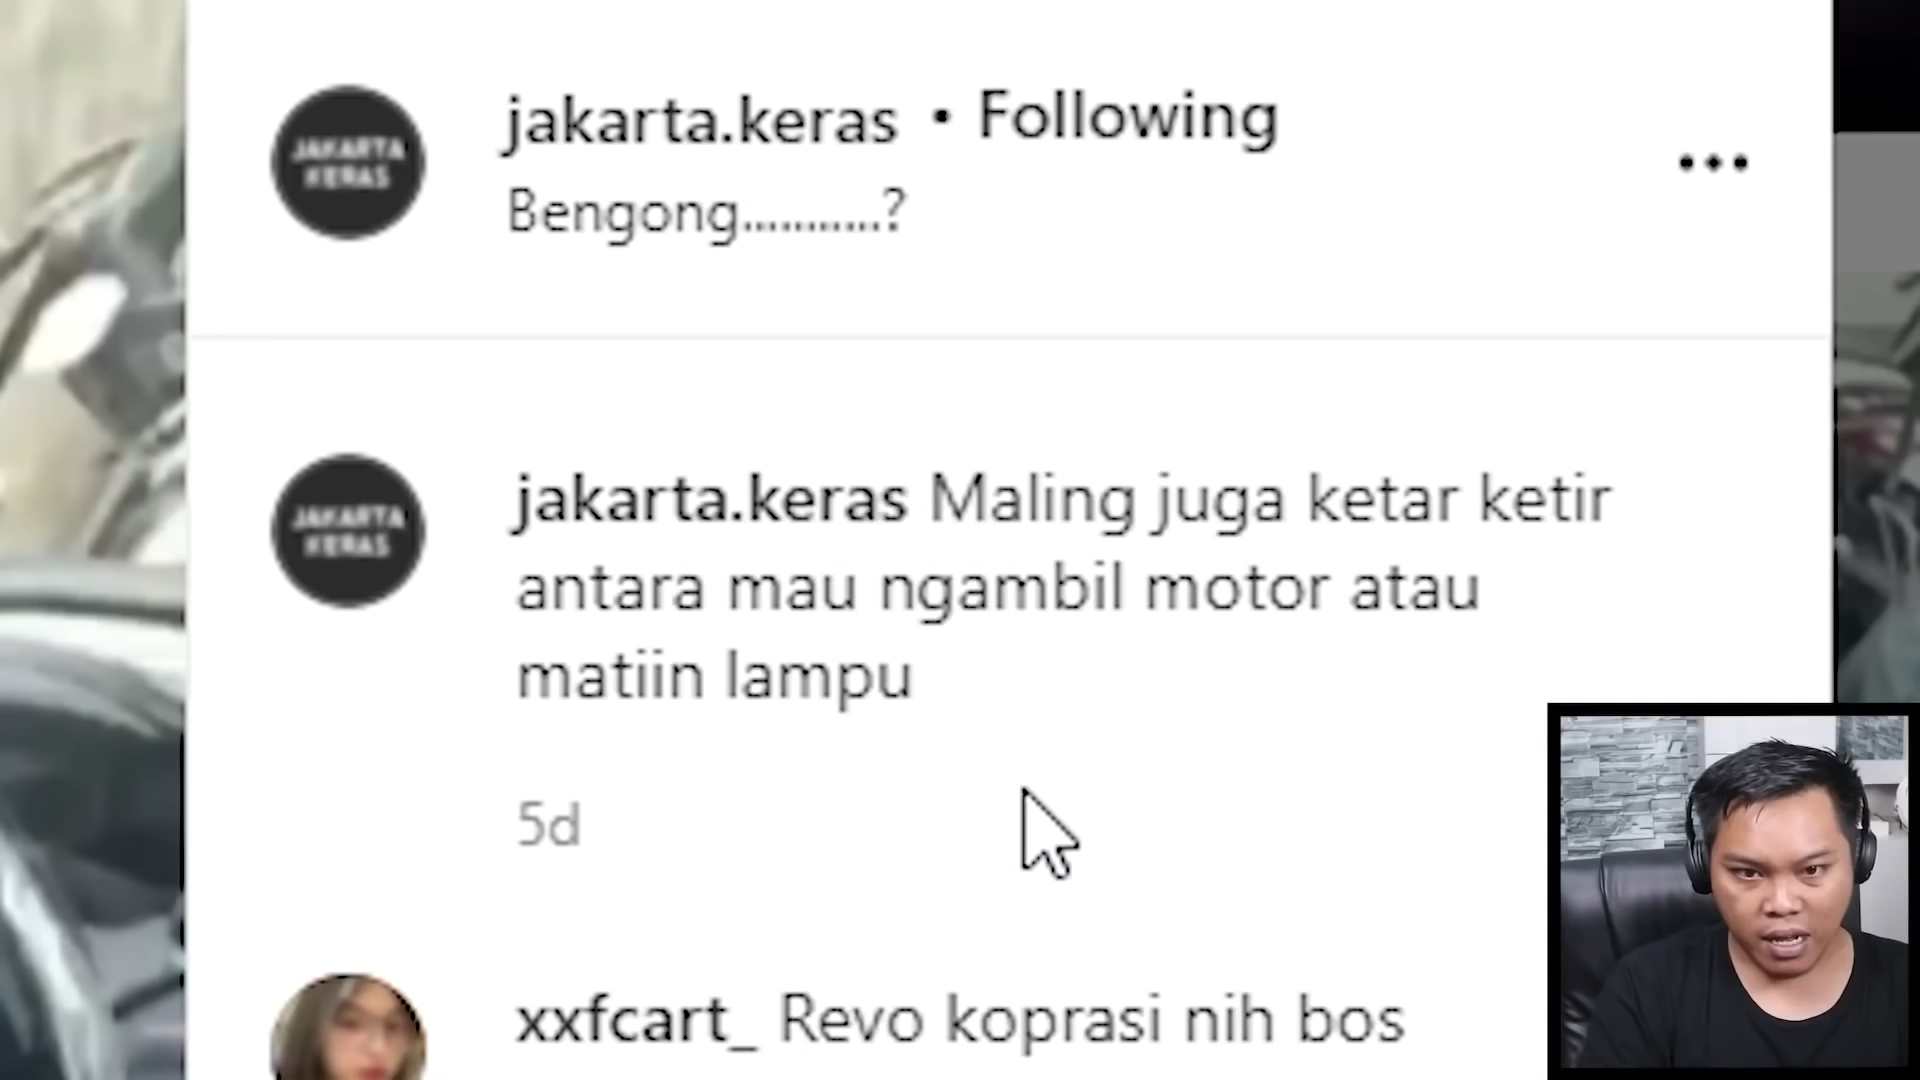 JAKARTA
KERAS
jakarta.keras • Following
Bengong...........?
JAKARTA
KERAS
jakarta.keras Maling juga ketar ketir
antara mau ngambil motor atau
matiin lampu
5d
xxfcart_ Revo koprasi nih bos